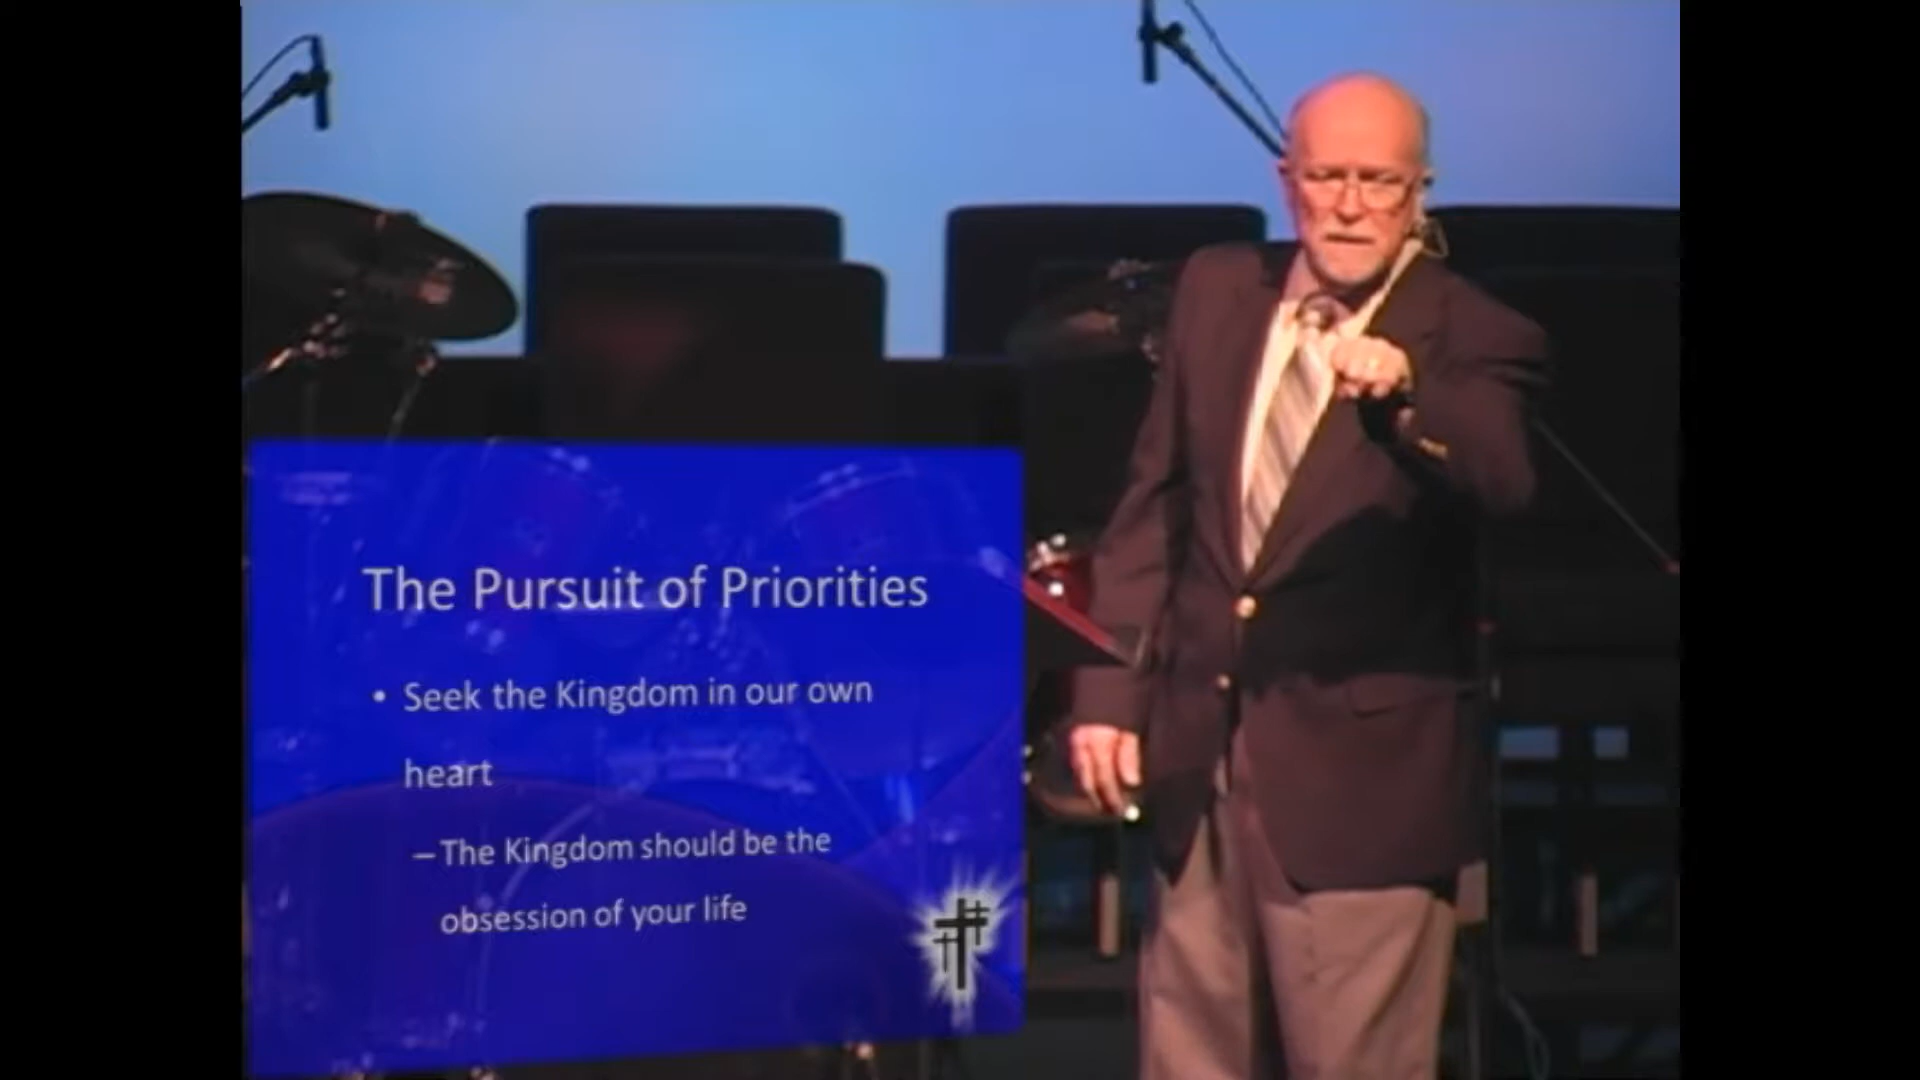 The Pursuit of Priorities
• Seek the Kingdom in our own
heart
– The Kingdom should be the
obsession of your life